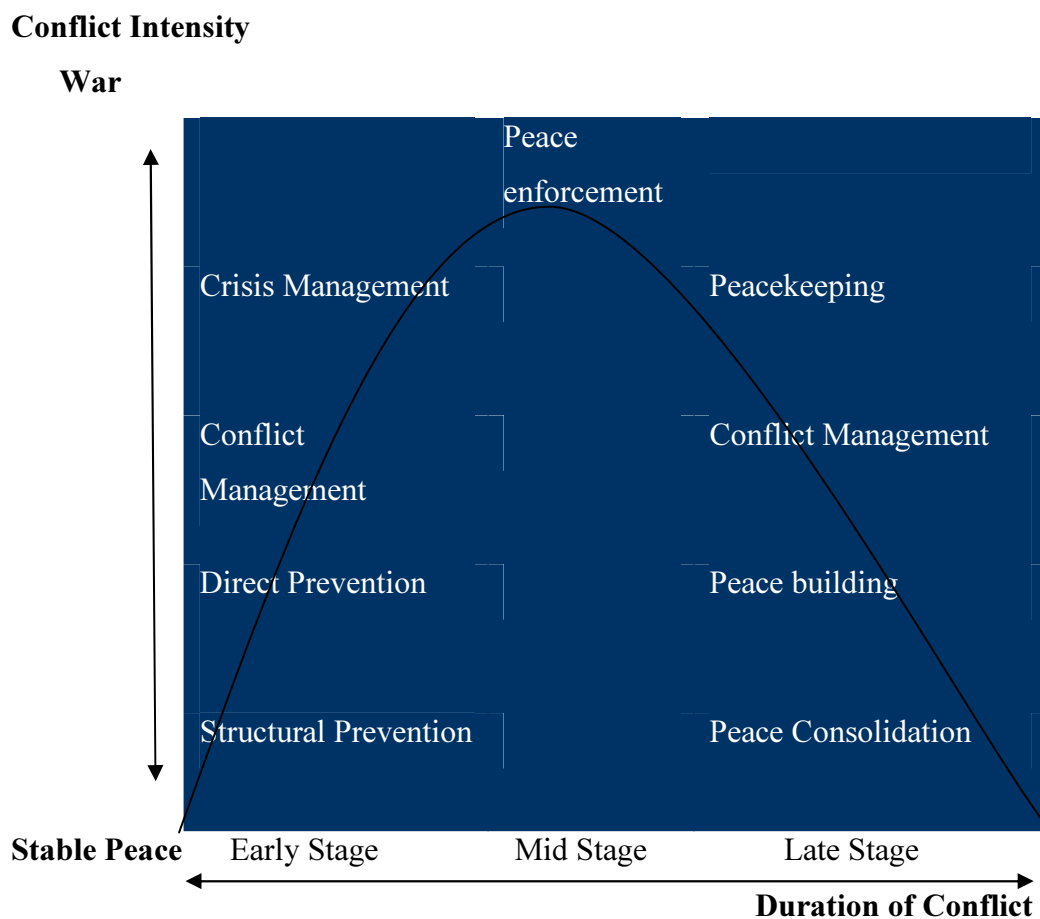 Conflict Intensity
War
Peace
enforcement
Crisis Management
Peacekeeping
Conflict
Management
Conflict Management
Direct Prevention
Peace building
Structural Prevention
Peace Consolidation
Stable Peace
Early Stage
Mid Stage
Late Stage
Duration of Conflict